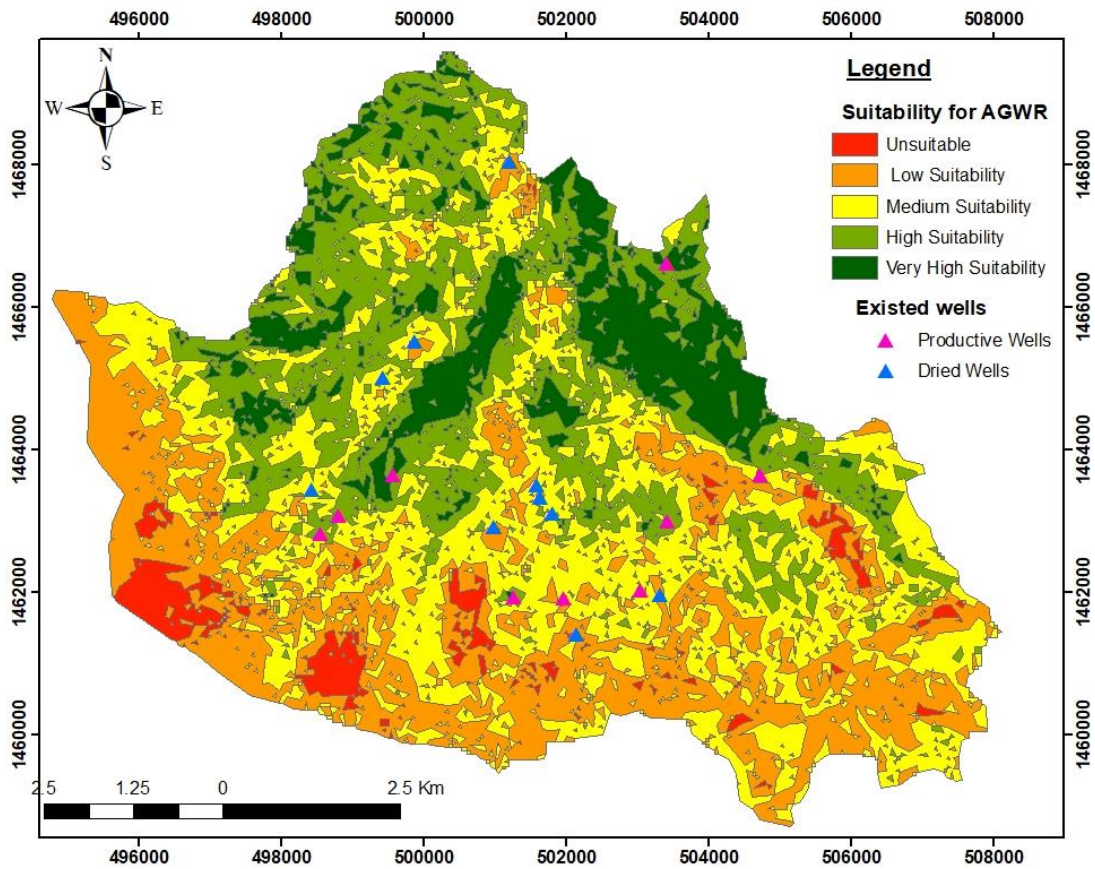 496000 498000 500000 502000 504000 506000 508000
N
W E
S
Legend
Suitability for AGWR
Unsuitable
Low Suitability
Medium Suitability
High Suitability
Very High Suitability
Existed wells
Productive Wells
Dried Wells
1468000 1468000
1466000 1466000
1464000 1464000
1462000 1462000
1460000 1460000
2.5 1.25 0 2.5 Km
496000 498000 500000 502000 504000 506000 508000